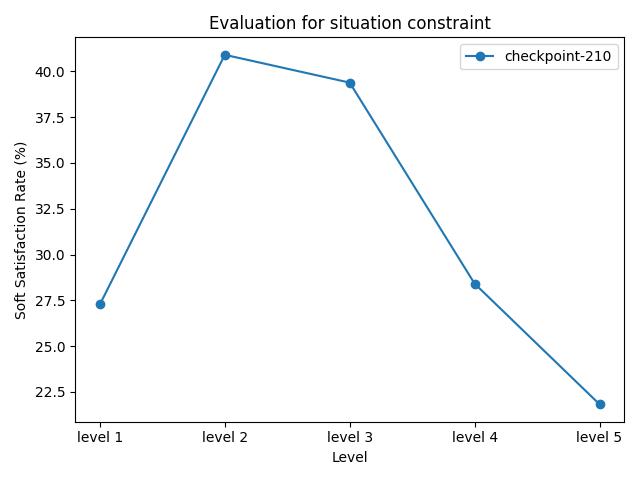 Evaluation for situation constraint
checkpoint-210
Soft Satisfaction Rate (%)
40.0
37.5
35.0
32.5
30.0
27.5
25.0
22.5
level 1 level 2 level 3 level 4 level 5
Level